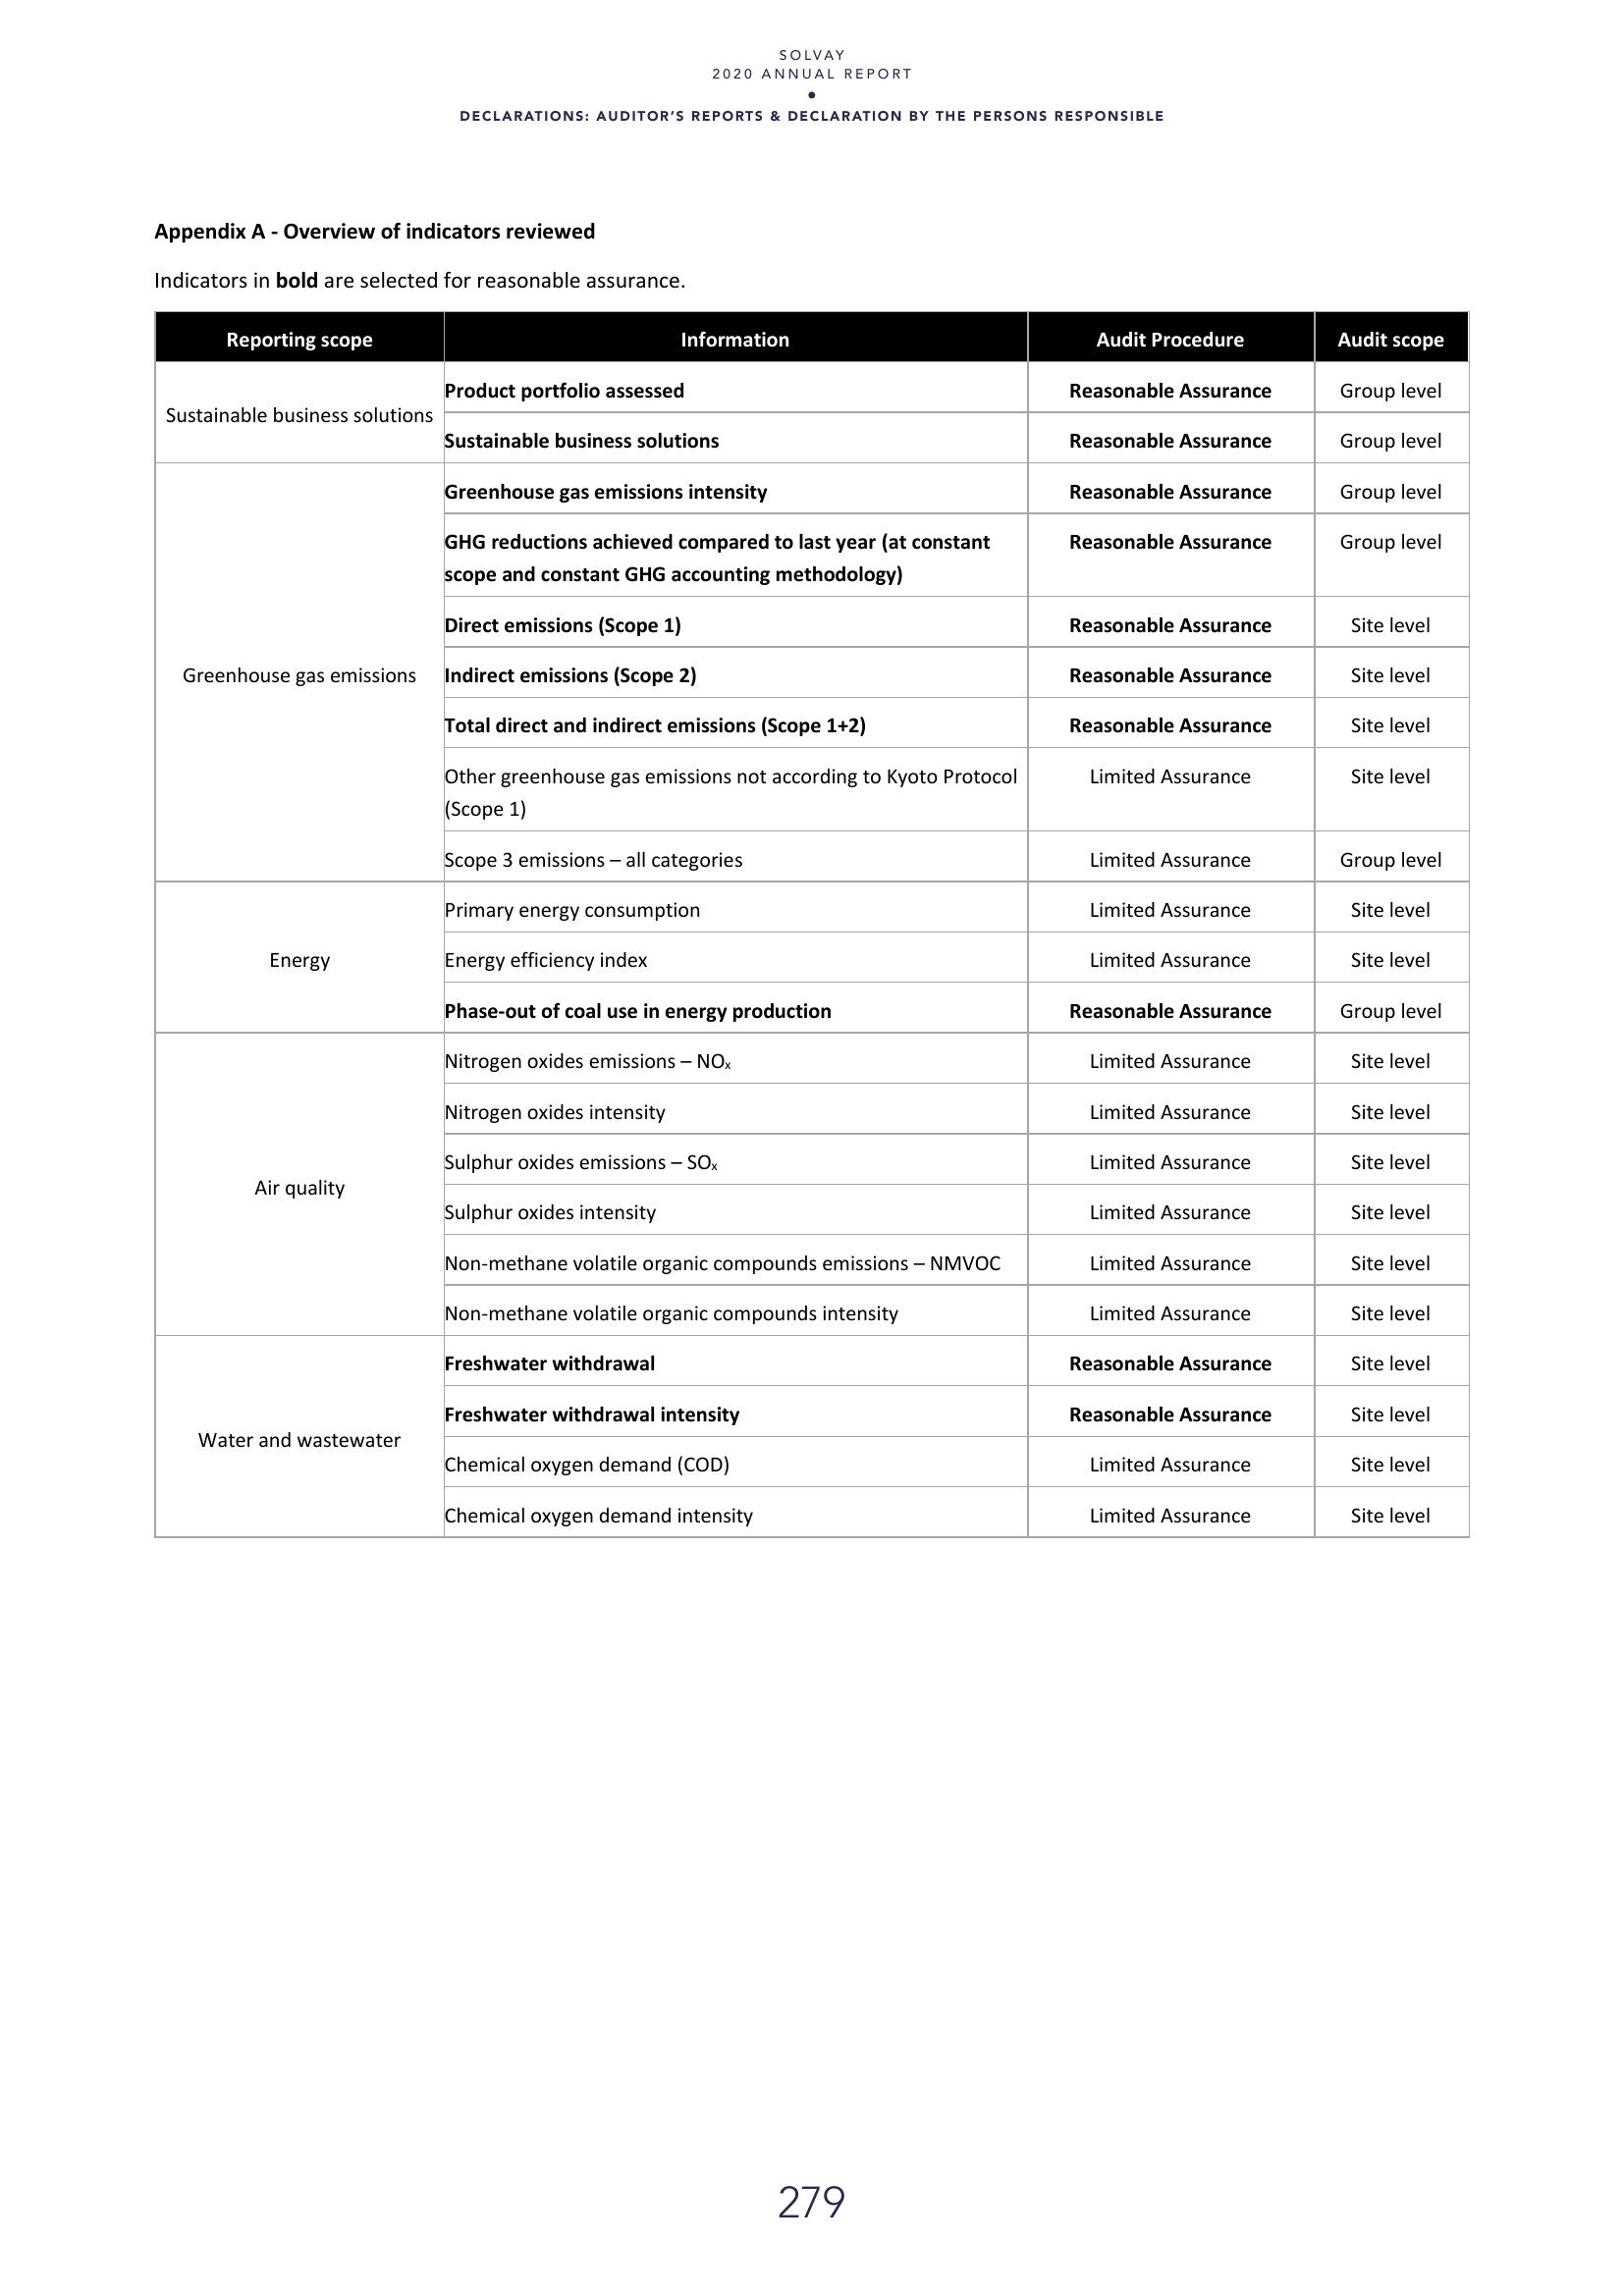 SOLVAY
2020 ANNUAL REPORT
DECLARATIONS: AUDITOR'S REPORTS & DECLARATION BY THE PERSONS RESPONSIBLE
Appendix A - Overview of indicators reviewed
Indicators in bold are selected for reasonable assurance.
Reporting scope Information Audit Procedure Audit scope
Sustainable business solutions
Product portfolio assessed Reasonable Assurance Group level
Sustainable business solutions Reasonable Assurance Group level
Greenhouse gas emissions
Greenhouse gas emissions intensity Reasonable Assurance Group level
GHG reductions achieved compared to last year (at constant Reasonable Assurance Group level
scope and constant GHG accounting methodology)
Direct emissions (Scope 1) Reasonable Assurance Site level
Indirect emissions (Scope 2) Reasonable Assurance Site level
Total direct and indirect emissions (Scope 1+2) Reasonable Assurance Site level
Other greenhouse gas emissions not according to Kyoto Protocol Limited Assurance Site level
(Scope 1)
Scope 3 emissions – all categories Limited Assurance Group level
Energy
Primary energy consumption Limited Assurance Site level
Energy efficiency index Limited Assurance Site level
Phase-out of coal use in energy production Reasonable Assurance Group level
Air quality
Nitrogen oxides emissions – NOₓ Limited Assurance Site level
Nitrogen oxides intensity Limited Assurance Site level
Sulphur oxides emissions – SOₓ Limited Assurance Site level
Sulphur oxides intensity Limited Assurance Site level
Non-methane volatile organic compounds emissions – NMVOC Limited Assurance Site level
Non-methane volatile organic compounds intensity Limited Assurance Site level
Water and wastewater
Freshwater withdrawal Reasonable Assurance Site level
Freshwater withdrawal intensity Reasonable Assurance Site level
Chemical oxygen demand (COD) Limited Assurance Site level
Chemical oxygen demand intensity Limited Assurance Site level
279